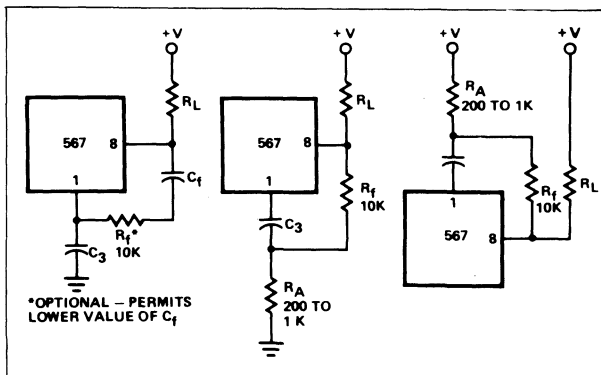 +V
R_L
567
8
C_f
1
R_f*
10K
C_3
*OPTIONAL – PERMITS
LOWER VALUE OF C_f
+V
R_L
567
8
R_f
10K
1
C_3
R_A
200 TO
1 K
+V
+V
R_A
200 TO 1K
R_f
10K
R_L
1
567
8